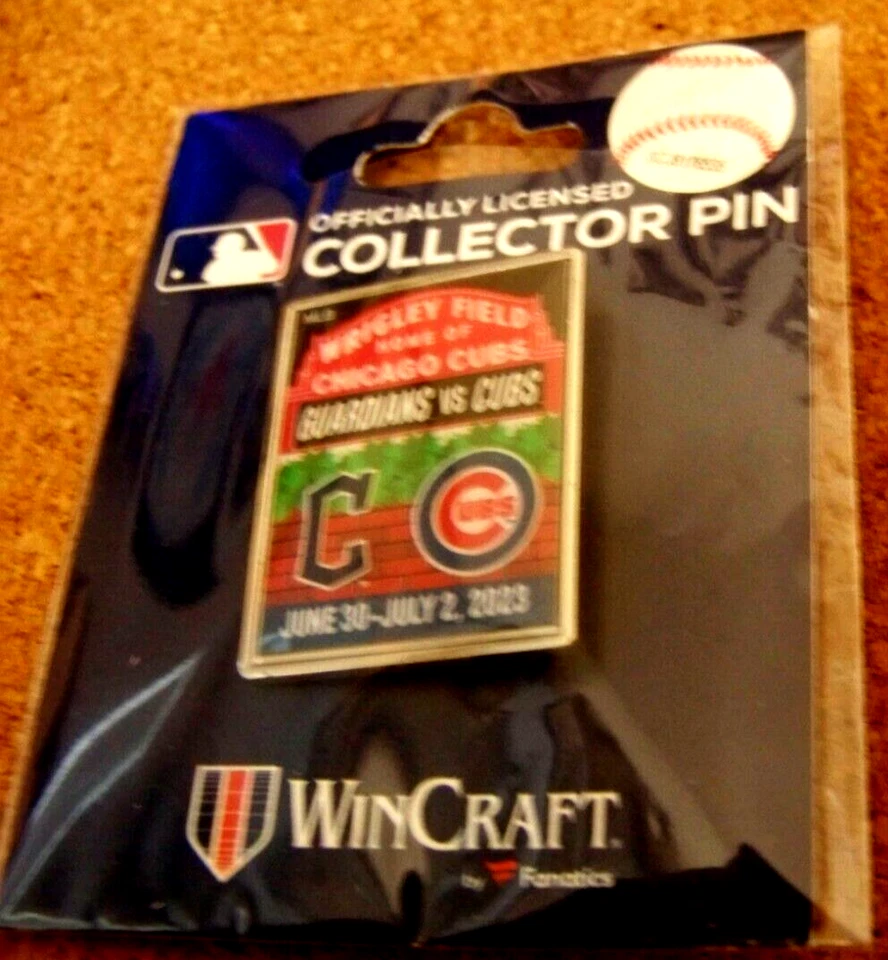 OFFICIALLY LICENSED
COLLECTOR PIN
WRIGLEY FIELD
HOME OF
CHICAGO CUBS
GUARDIANS VS CUBS
C
CUBS
JUNE 30-JULY 2, 2023
WINCRAFT
by Fanatics